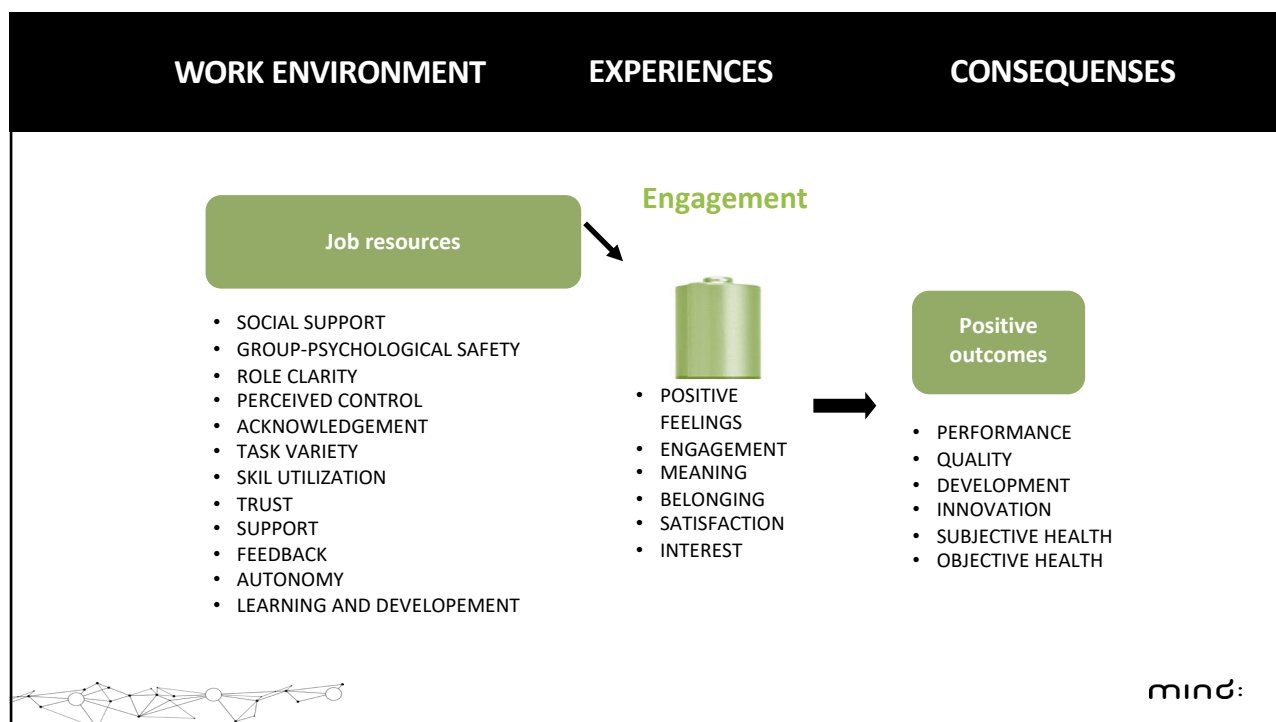 WORK ENVIRONMENT
EXPERIENCES
CONSEQUENSES
Job resources
• SOCIAL SUPPORT
• GROUP-PSYCHOLOGICAL SAFETY
• ROLE CLARITY
• PERCEIVED CONTROL
• ACKNOWLEDGEMENT
• TASK VARIETY
• SKIL UTILIZATION
• TRUST
• SUPPORT
• FEEDBACK
• AUTONOMY
• LEARNING AND DEVELOPEMENT
Engagement
• POSITIVE
FEELINGS
• ENGAGEMENT
• MEANING
• BELONGING
• SATISFACTION
• INTEREST
Positive
outcomes
• PERFORMANCE
• QUALITY
• DEVELOPMENT
• INNOVATION
• SUBJECTIVE HEALTH
• OBJECTIVE HEALTH
mind: